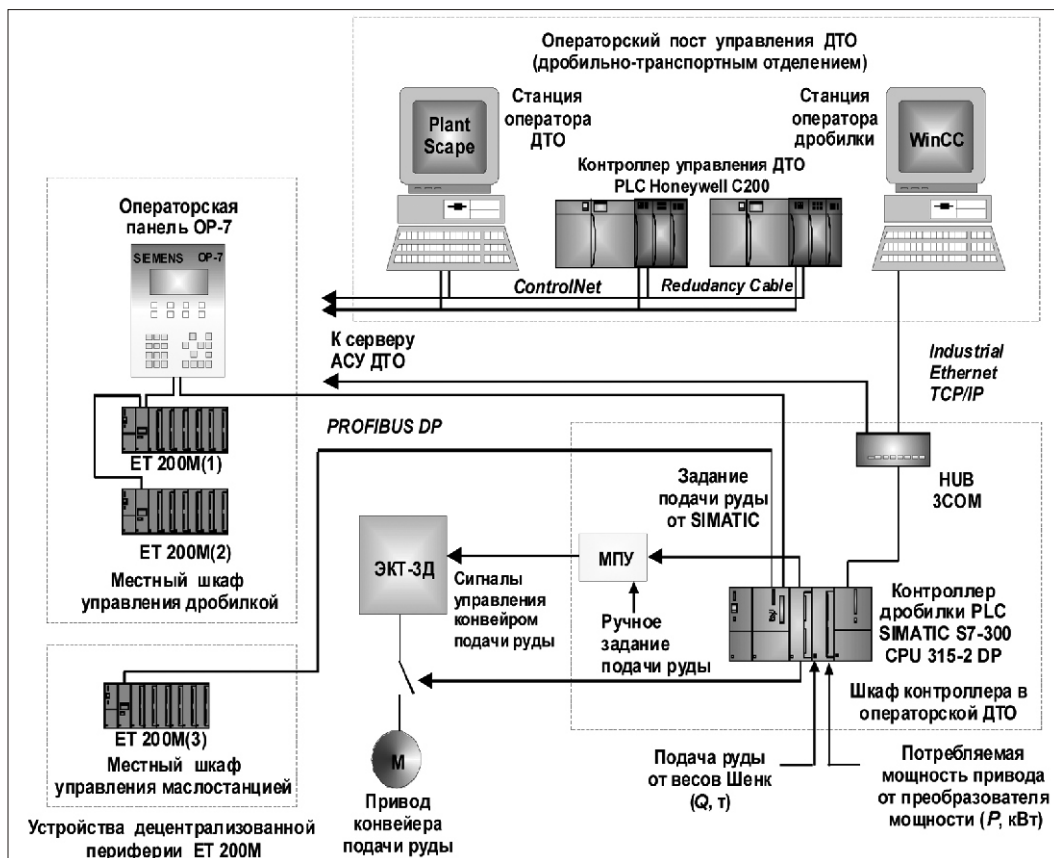 Операторский пост управления ДТО
(дробильно-транспортным отделением)
Plant
Scape
Станция
оператора
ДТО
Станция
оператора
дробилки
WinCC
Контроллер управления ДТО
PLC Honeywell C200
ControlNet
Redudancy Cable
Операторская
панель ОР-7
SIEMENS OP-7
К серверу
АСУ ДТО
Industrial
Ethernet
TCP/IP
PROFIBUS DP
ET 200M(1)
ET 200M(2)
Местный шкаф
управления дробилкой
HUB
3COM
Задание
подачи руды
от SIMATIC
ЭКТ-3Д
МПУ
Сигналы
управления
конвейром
подачи руды
Ручное
задание
подачи руды
Контроллер
дробилки PLC
SIMATIC S7-300
CPU 315-2 DP
Шкаф контроллера в
операторской ДТО
ET 200M(3)
Местный шкаф
управления маслостанцией
Устройства децентрализованной
периферии ET 200M
М
Привод
конвейера
подачи руды
Подача руды
от весов Шенк
(Q, т)
Потребляемая
мощность привода
от преобразователя
мощности (P, кВт)